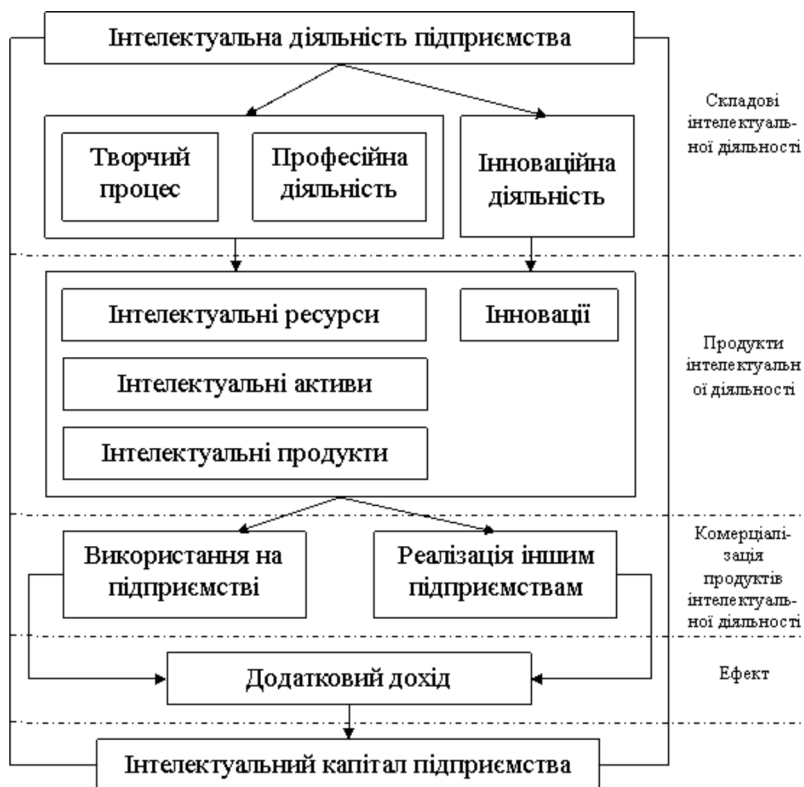 Інтелектуальна діяльність підприємства
Складові
інтелектуаль-
ної діяльності
Творчий
процес
Професійна
діяльність
Інноваційна
діяльність
Інтелектуальні ресурси
Інновації
Інтелектуальні активи
Інтелектуальні продукти
Продукти
інтелектуальн
ої діяльності
Використання на
підприємстві
Реалізація іншим
підприємствам
Комерціалі-
зація
продуктів
інтелектуаль-
ної діяльності
Додатковий дохід
Ефект
Інтелектуальний капітал підприємства